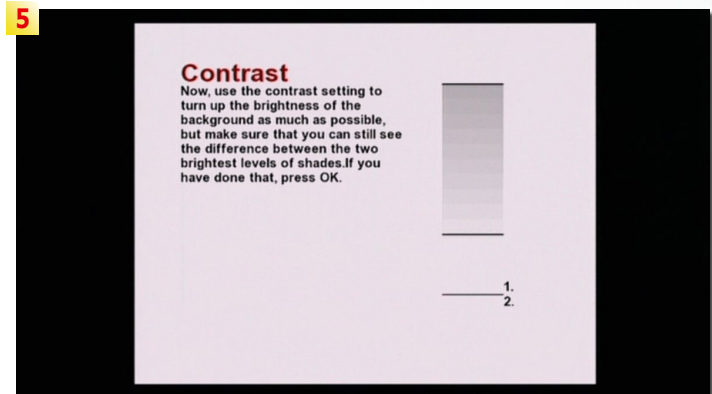 5
Contrast
Now, use the contrast setting to
turn up the brightness of the
background as much as possible,
but make sure that you can still see
the difference between the two
brightest levels of shades.If you
have done that, press OK.
1.
2.